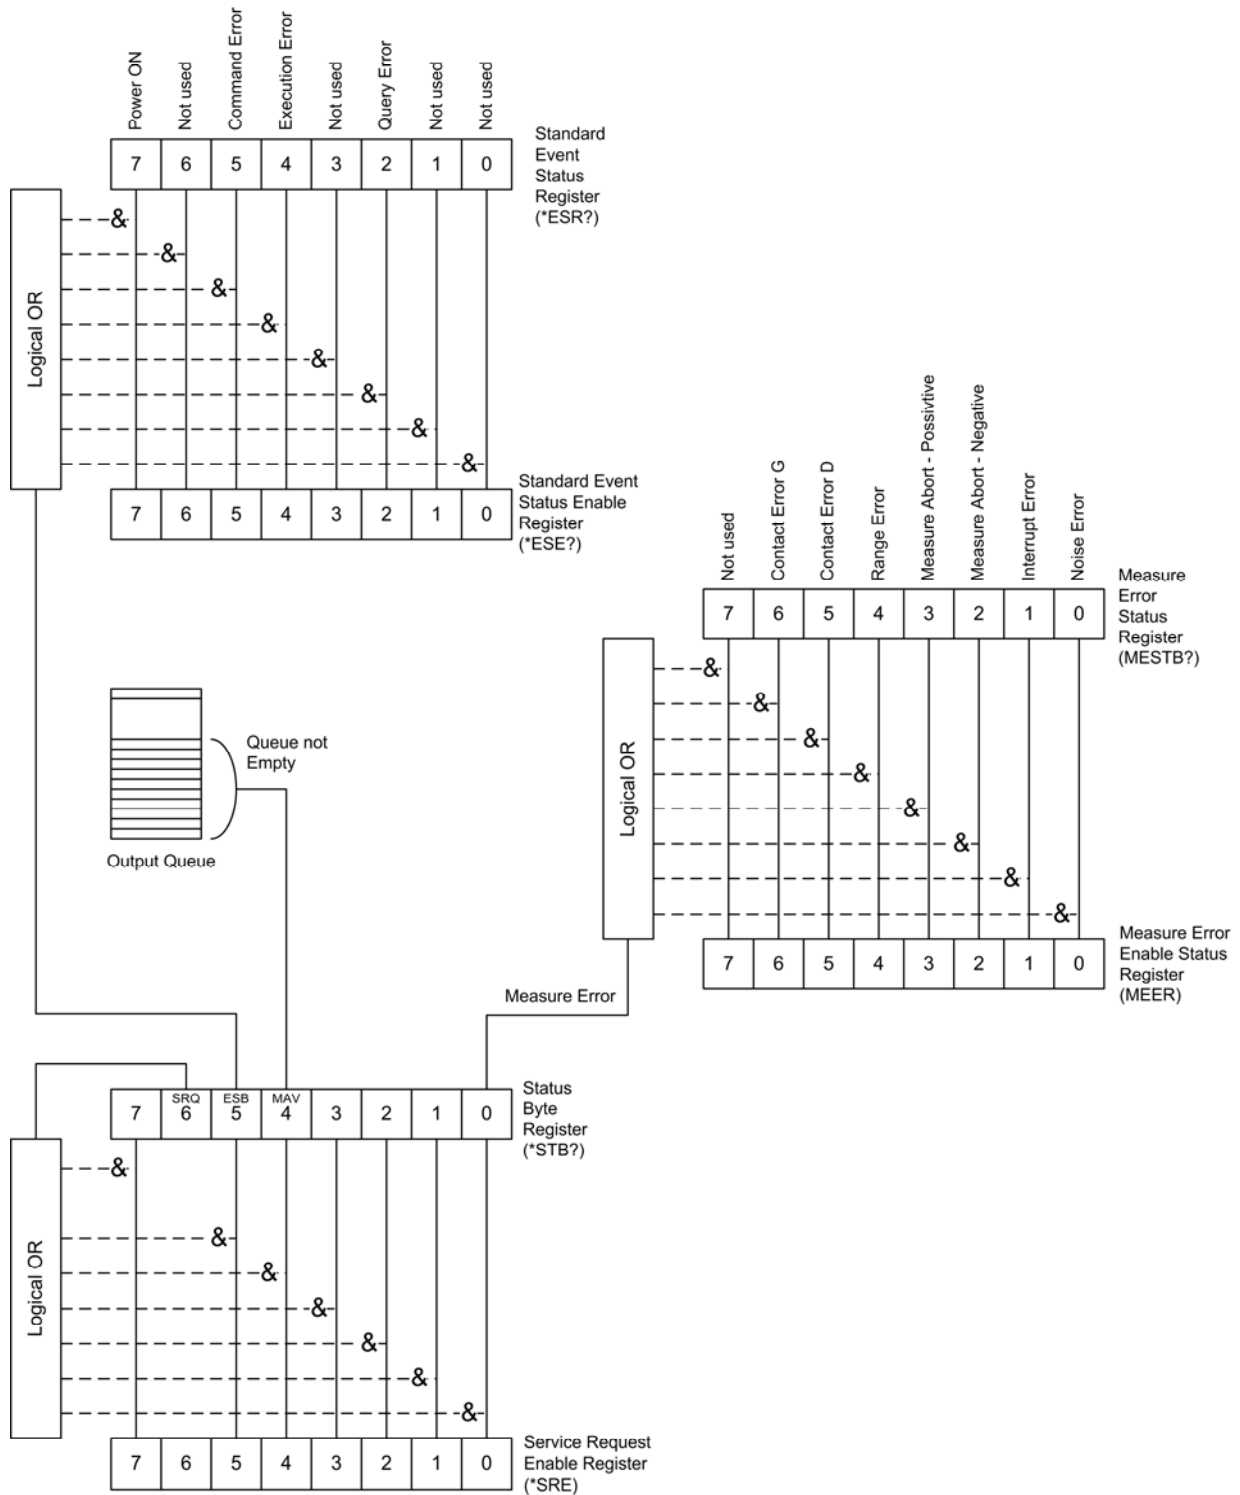 Power ON
Not used
Command Error
Execution Error
Not used
Query Error
Not used
Not used
7 6 5 4 3 2 1 0
Standard
Event
Status
Register
(*ESR?)
Logical OR
&
&
&
&
&
&
&
&
7 6 5 4 3 2 1 0
Standard Event
Status Enable
Register
(*ESE?)
Queue not
Empty
Output Queue
Not used
Contact Error G
Contact Error D
Range Error
Measure Abort - Possivtive
Measure Abort - Negative
Interrupt Error
Noise Error
7 6 5 4 3 2 1 0
Measure
Error
Status
Register
(MESTB?)
Logical OR
&
&
&
&
&
&
&
&
7 6 5 4 3 2 1 0
Measure Error
Enable Status
Register
(MEER)
Measure Error
SRQ ESB MAV
7 6 5 4 3 2 1 0
Status
Byte
Register
(*STB?)
Logical OR
&
&
&
&
&
&
&
7 6 5 4 3 2 1 0
Service Request
Enable Register
(*SRE)